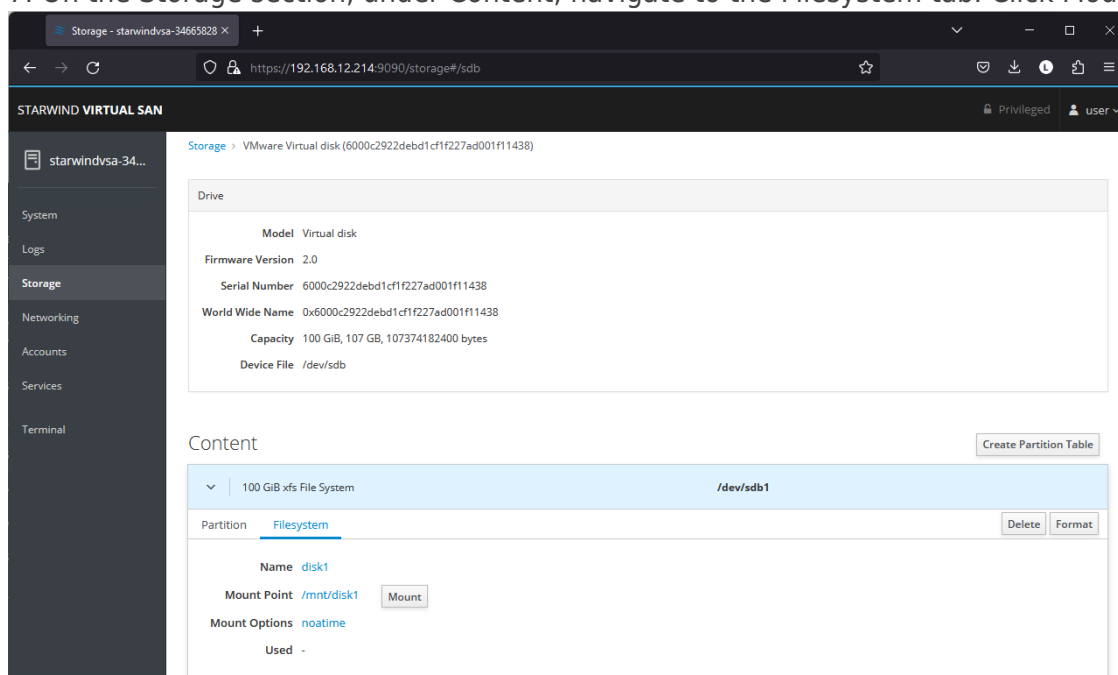 7. On the Storage section, under Content, navigate to the Filesystem tab. Click
Storage - starwindvsa-34665828
https://192.168.12.214:9090/storage#/sdb
STARWIND VIRTUAL SAN
Privileged
user
starwindvsa-34...
System
Logs
Storage
Networking
Accounts
Services
Terminal
Storage > VMware Virtual disk (6000c2922debd1cf1f227ad001f11438)
Drive
Model Virtual disk
Firmware Version 2.0
Serial Number 6000c2922debd1cf1f227ad001f11438
World Wide Name 0x6000c2922debd1cf1f227ad001f11438
Capacity 100 GiB, 107 GB, 107374182400 bytes
Device File /dev/sdb
Content
Create Partition Table
100 GiB xfs File System /dev/sdb1
Partition Filesystem Delete Format
Name disk1
Mount Point /mnt/disk1 Mount
Mount Options noatime
Used -